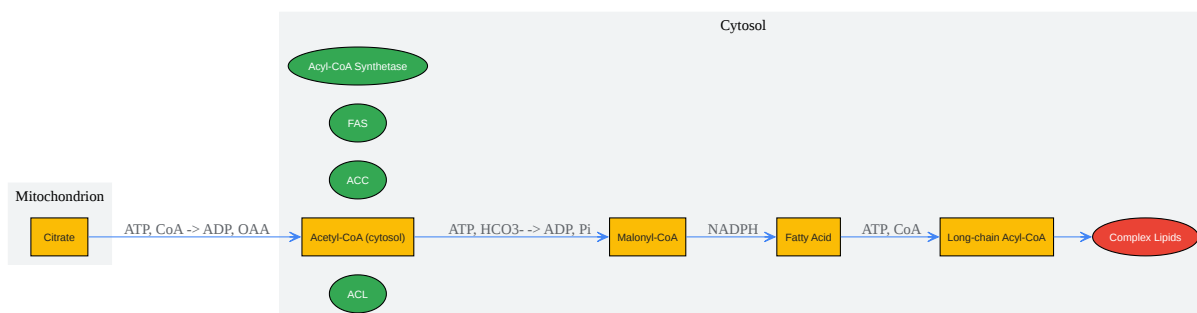 Cytosol
Acyl-CoA Synthetase
FAS
ACC
Mitochondrion
Citrate
ATP, CoA -> ADP, OAA
Acetyl-CoA (cytosol)
ATP, HCO3- -> ADP, Pi
Malonyl-CoA
NADPH
Fatty Acid
ATP, CoA
Long-chain Acyl-CoA
Complex Lipids
ACL